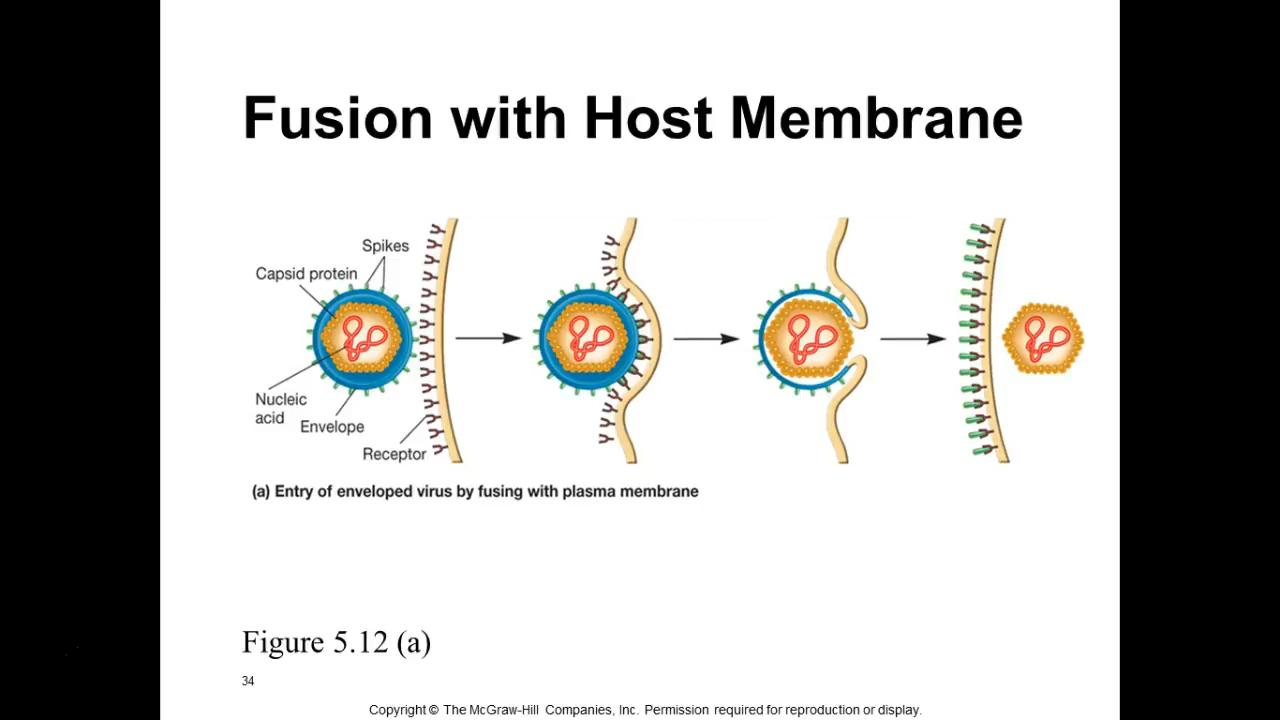 Fusion with Host Membrane
Spikes
Capsid protein
Nucleic
acid
Envelope
Receptor
(a) Entry of enveloped virus by fusing with plasma membrane
Figure 5.12 (a)
34
Copyright © The McGraw-Hill Companies, Inc. Permission required for reproduction or display.